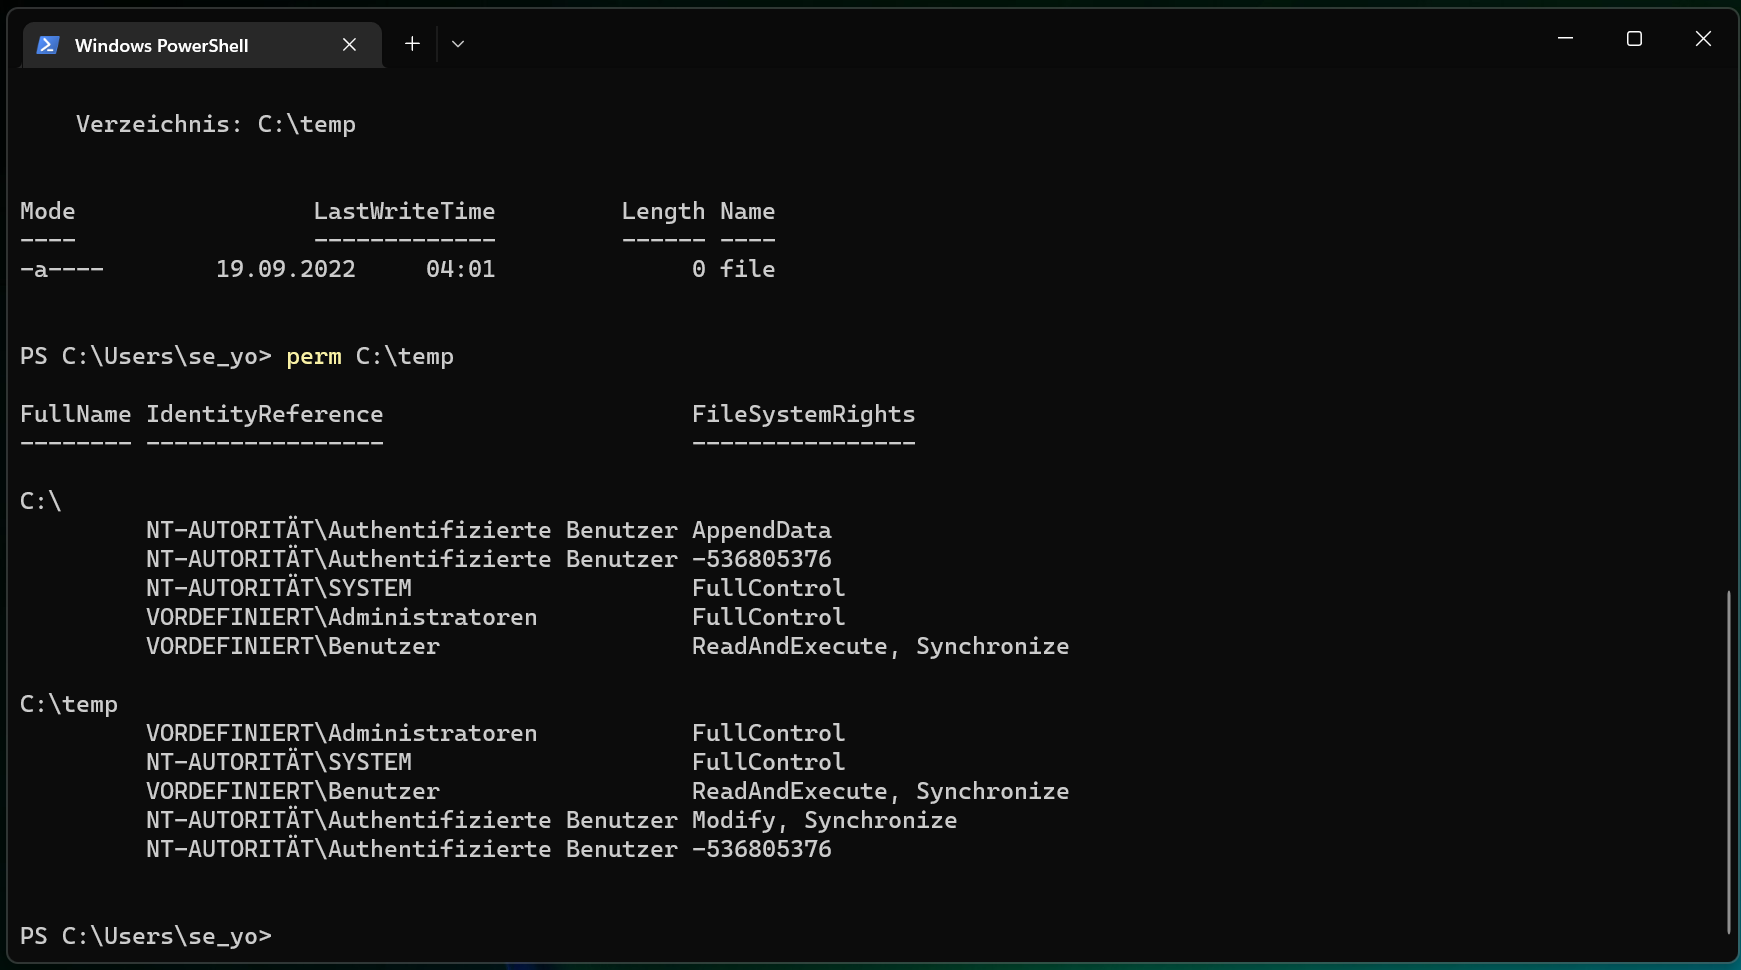 Windows PowerShell
Verzeichnis: C:\temp
Mode                 LastWriteTime         Length Name
----                 -------------         ------ ----
-a----        19.09.2022     04:01              0 file
PS C:\Users\se_yo> perm C:\temp
FullName IdentityReference                      FileSystemRights
-------- -----------------                      ----------------
C:\
         NT-AUTORITÄT\Authentifizierte Benutzer AppendData
         NT-AUTORITÄT\Authentifizierte Benutzer -536805376
         NT-AUTORITÄT\SYSTEM                    FullControl
         VORDEFINIERT\Administratoren           FullControl
         VORDEFINIERT\Benutzer                  ReadAndExecute, Synchronize
C:\temp
         VORDEFINIERT\Administratoren           FullControl
         NT-AUTORITÄT\SYSTEM                    FullControl
         VORDEFINIERT\Benutzer                  ReadAndExecute, Synchronize
         NT-AUTORITÄT\Authentifizierte Benutzer Modify, Synchronize
         NT-AUTORITÄT\Authentifizierte Benutzer -536805376
PS C:\Users\se_yo>